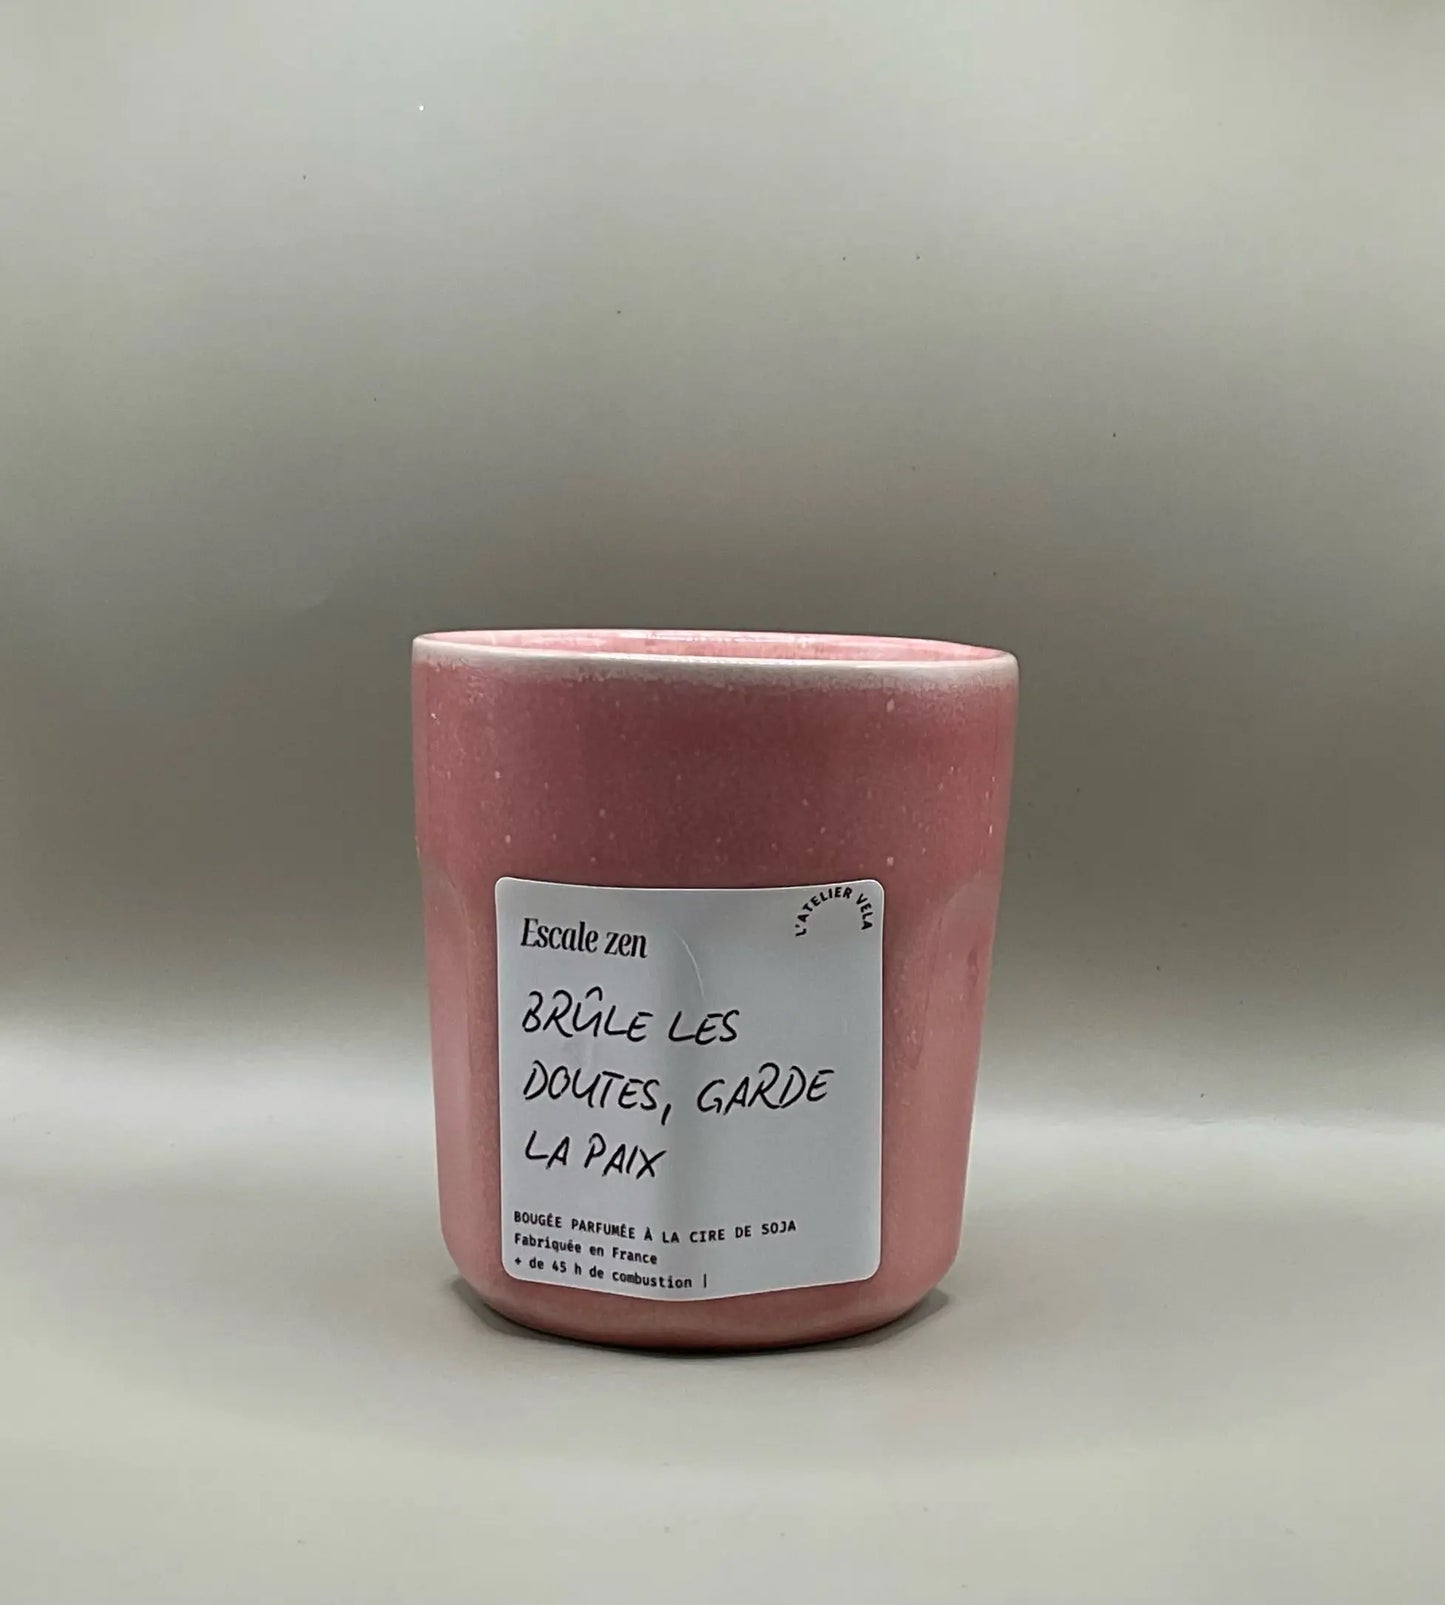 L'ATELIER VELA
Escale zen
BRÛLE LES
DOUTES, GARDE
LA PAIX
BOUGÉE PARFUMÉE À LA CIRE DE SOJA
Fabriquée en France
+ de 45 h de combustion |